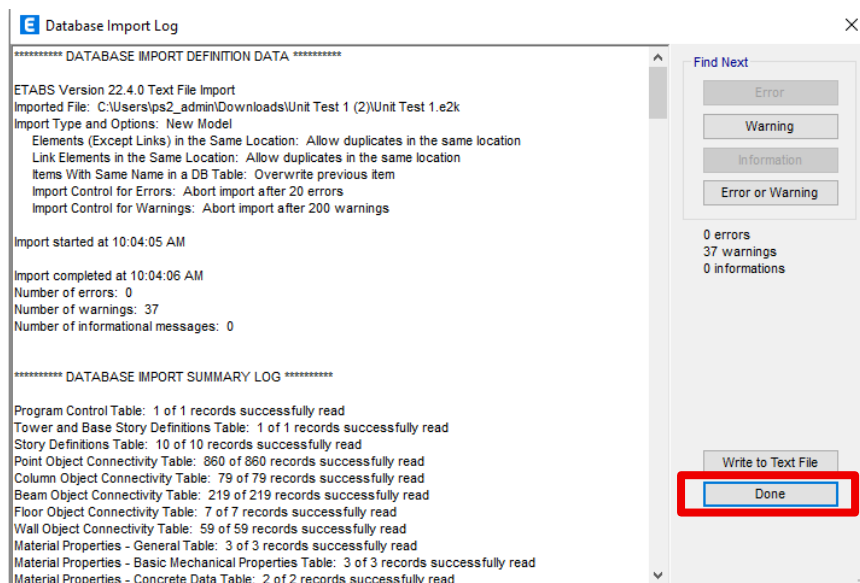 E Database Import Log
********** DATABASE IMPORT DEFINITION DATA **********
ETABS Version 22.4.0 Text File Import
Imported File: C:\Users\ps2_admin\Downloads\Unit Test 1 (2)\Unit Test 1.e2k
Import Type and Options: New Model
Elements (Except Links) in the Same Location: Allow duplicates in the same location
Link Elements in the Same Location: Allow duplicates in the same location
Items With Same Name in a DB Table: Overwrite previous item
Import Control for Errors: Abort import after 20 errors
Import Control for Warnings: Abort import after 200 warnings
Import started at 10:04:05 AM
Import completed at 10:04:06 AM
Number of errors: 0
Number of warnings: 37
Number of informational messages: 0
********** DATABASE IMPORT SUMMARY LOG **********
Program Control Table: 1 of 1 records successfully read
Tower and Base Story Definitions Table: 1 of 1 records successfully read
Story Definitions Table: 10 of 10 records successfully read
Point Object Connectivity Table: 860 of 860 records successfully read
Column Object Connectivity Table: 79 of 79 records successfully read
Beam Object Connectivity Table: 219 of 219 records successfully read
Floor Object Connectivity Table: 7 of 7 records successfully read
Wall Object Connectivity Table: 59 of 59 records successfully read
Material Properties - General Table: 3 of 3 records successfully read
Material Properties - Basic Mechanical Properties Table: 3 of 3 records successfully read
Material Properties - Concrete Data Table: 2 of 2 records successfully read
Find Next
Error
Warning
Information
Error or Warning
0 errors
37 warnings
0 informations
Write to Text File
Done